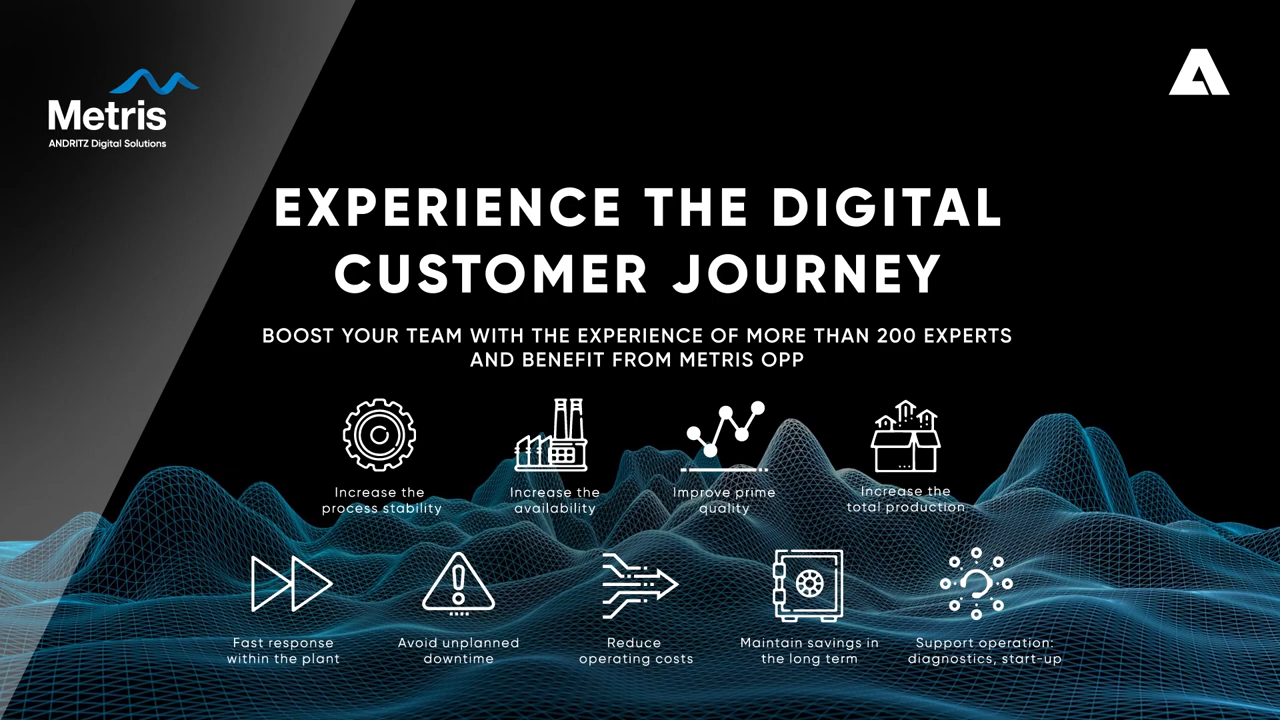 Metris
ANDRITZ Digital Solutions
EXPERIENCE THE DIGITAL
CUSTOMER JOURNEY
BOOST YOUR TEAM WITH THE EXPERIENCE OF MORE THAN 200 EXPERTS
AND BENEFIT FROM METRIS OPP
Increase the
process stability
Increase the
availability
Improve prime
quality
Increase the
total production
Fast response
within the plant
Avoid unplanned
downtime
Reduce
operating costs
Maintain savings in
the long term
Support operation:
diagnostics, start-up